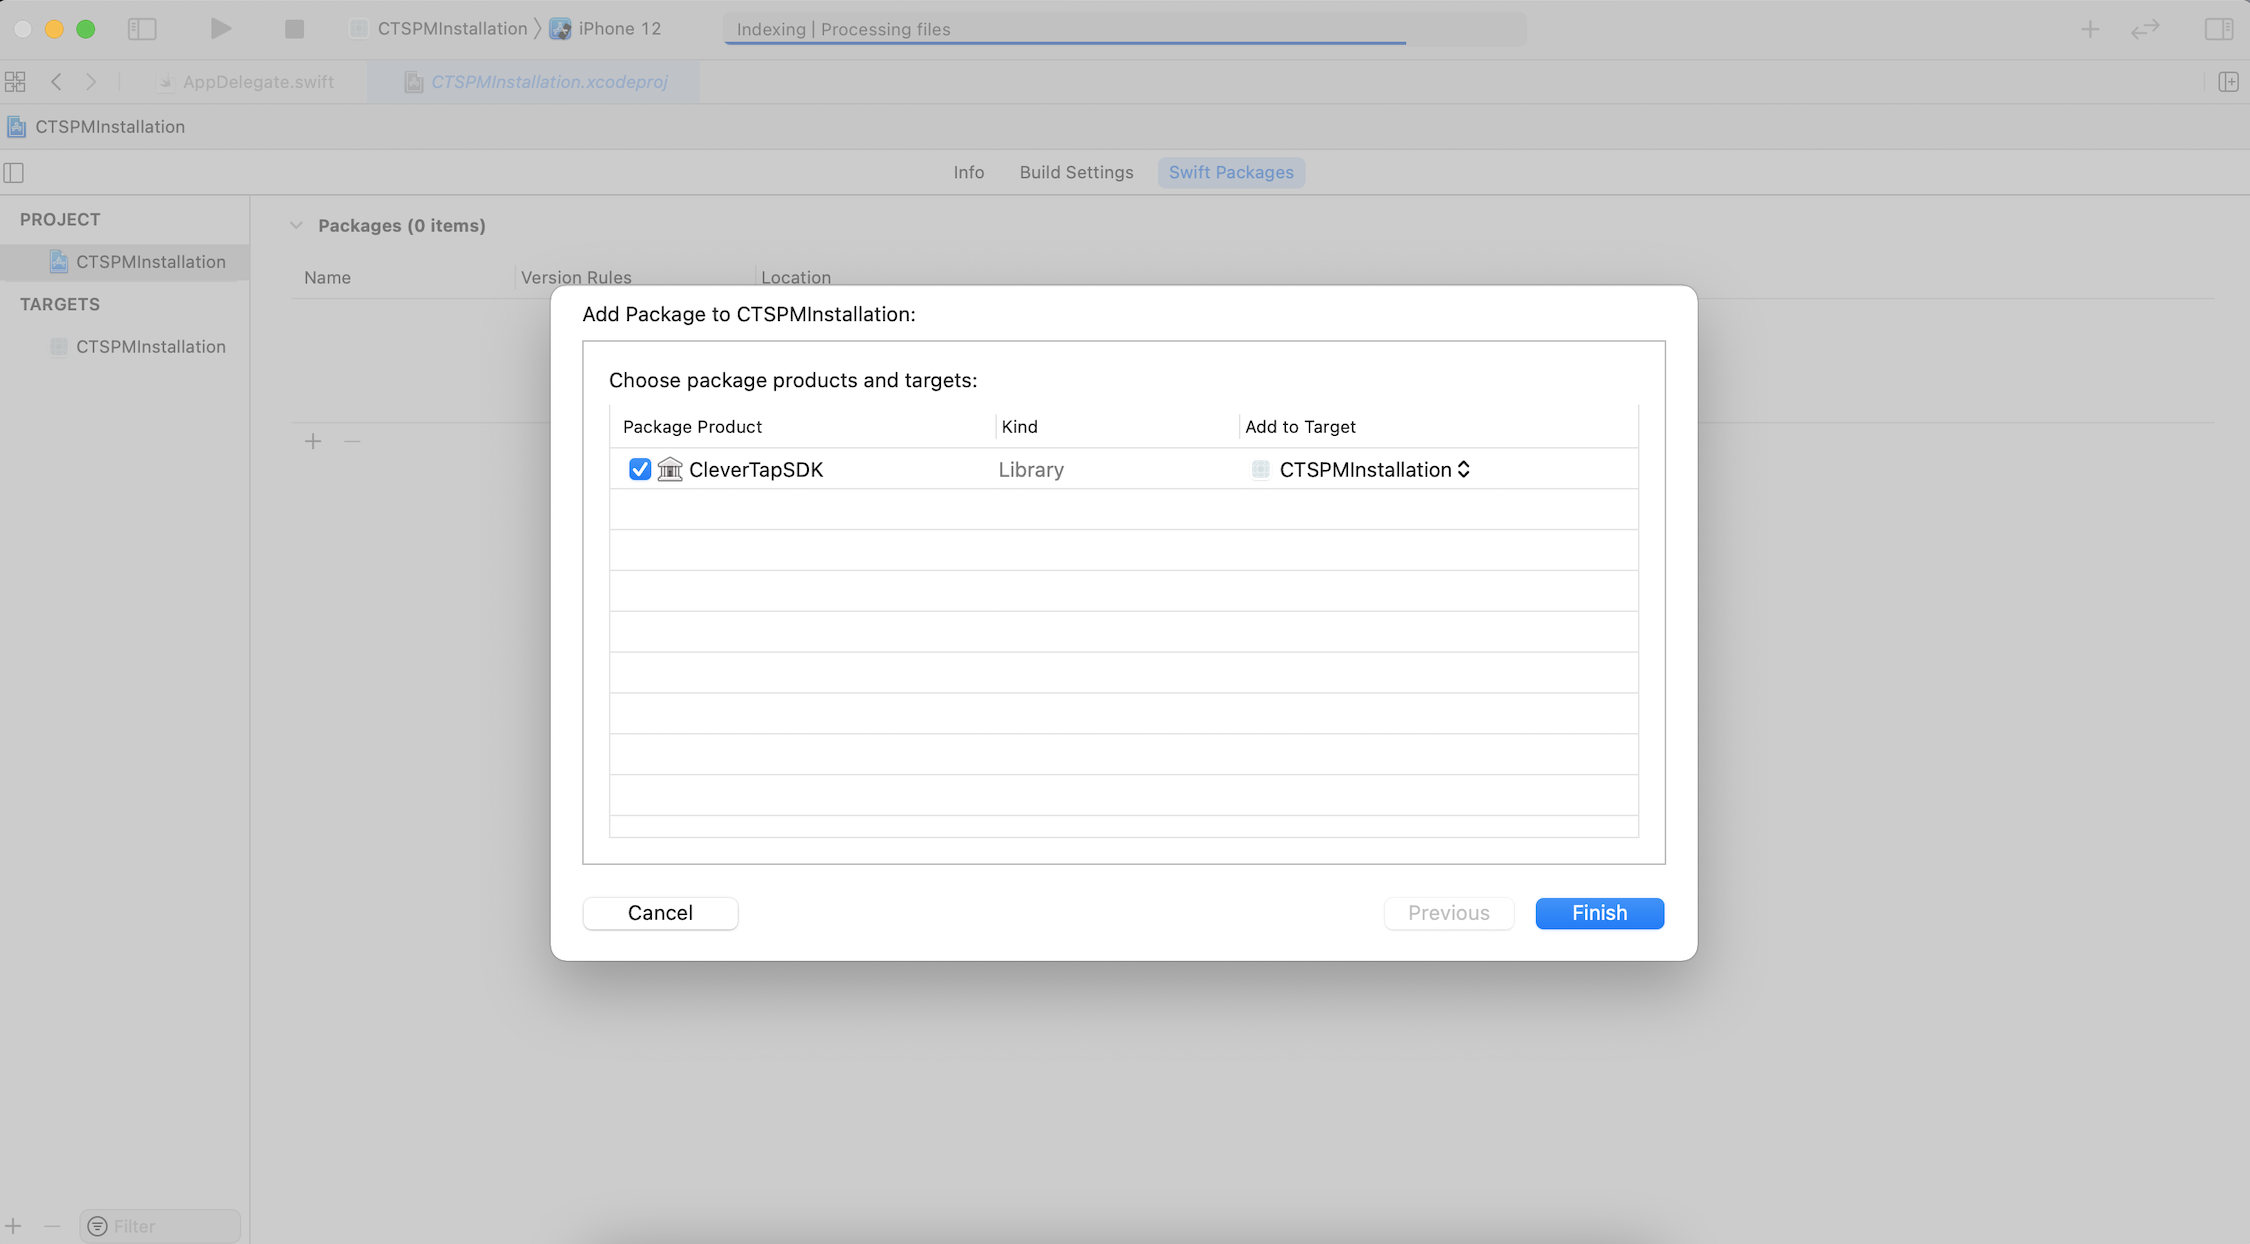 CTSPMInstallation 〉 iPhone 12
Indexing | Processing files
AppDelegate.swift
CTSPMInstallation.xcodeproj
CTSPMInstallation
Info
Build Settings
Swift Packages
PROJECT
CTSPMInstallation
TARGETS
CTSPMInstallation
Packages (0 items)
Name
Version Rules
Location
Add Package to CTSPMInstallation:
Choose package products and targets:
Package Product
Kind
Add to Target
CleverTapSDK
Library
CTSPMInstallation
Cancel
Previous
Finish
Filter